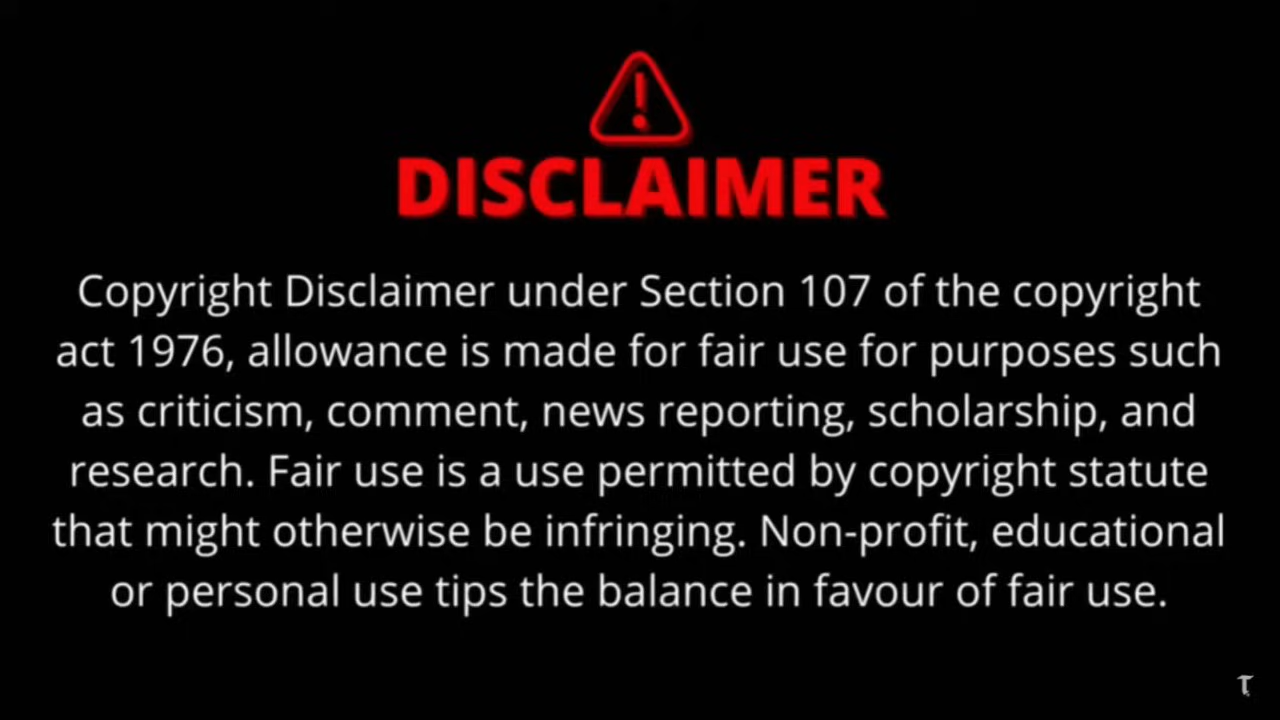 DISCLAIMER
Copyright Disclaimer under Section 107 of the copyright
act 1976, allowance is made for fair use for purposes such
as criticism, comment, news reporting, scholarship, and
research. Fair use is a use permitted by copyright statute
that might otherwise be infringing. Non-profit, educational
or personal use tips the balance in favour of fair use.